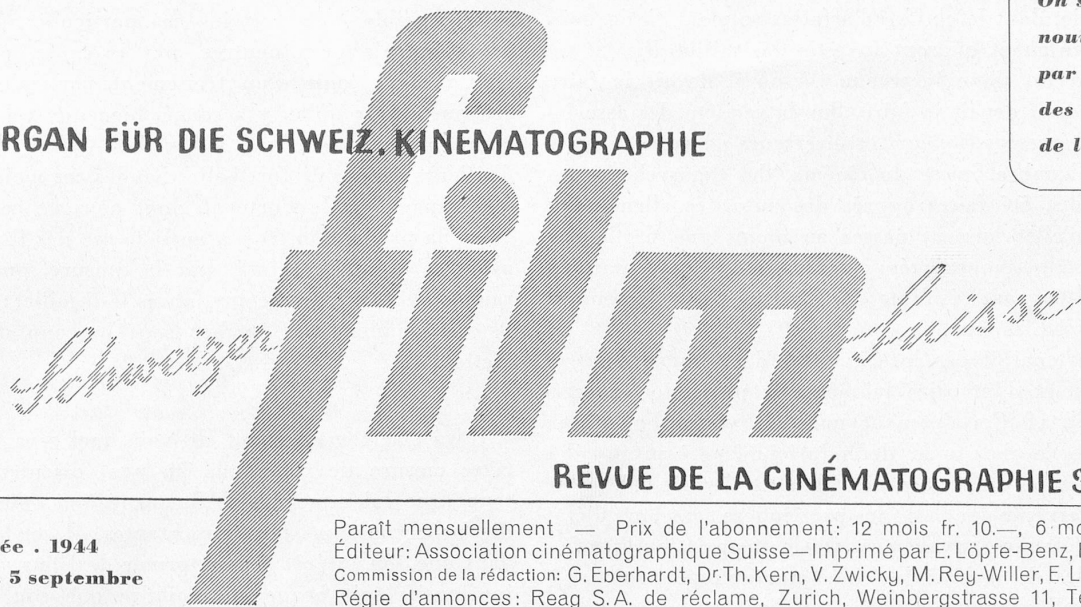 On s
nou
par
des
de l
RGAN FÜR DIE SCHWEIZ. KINEMATOGRAPHIE
Schweizer film Suisse
REVUE DE LA CINÉMATOGRAPHIE S
ée . 1944
5 septembre
Paraît mensuellement — Prix de l'abonnement: 12 mois fr. 10.—, 6 mo
Éditeur: Association cinématographique Suisse—Imprimé par E. Löpfe-Benz,
Commission de la rédaction: G. Eberhardt, Dr. Th. Kern, V. Zwicky, M. Rey-Willer, E. L
Régie d'annonces: Reag S.A. de réclame, Zurich, Weinbergstrasse 11, T